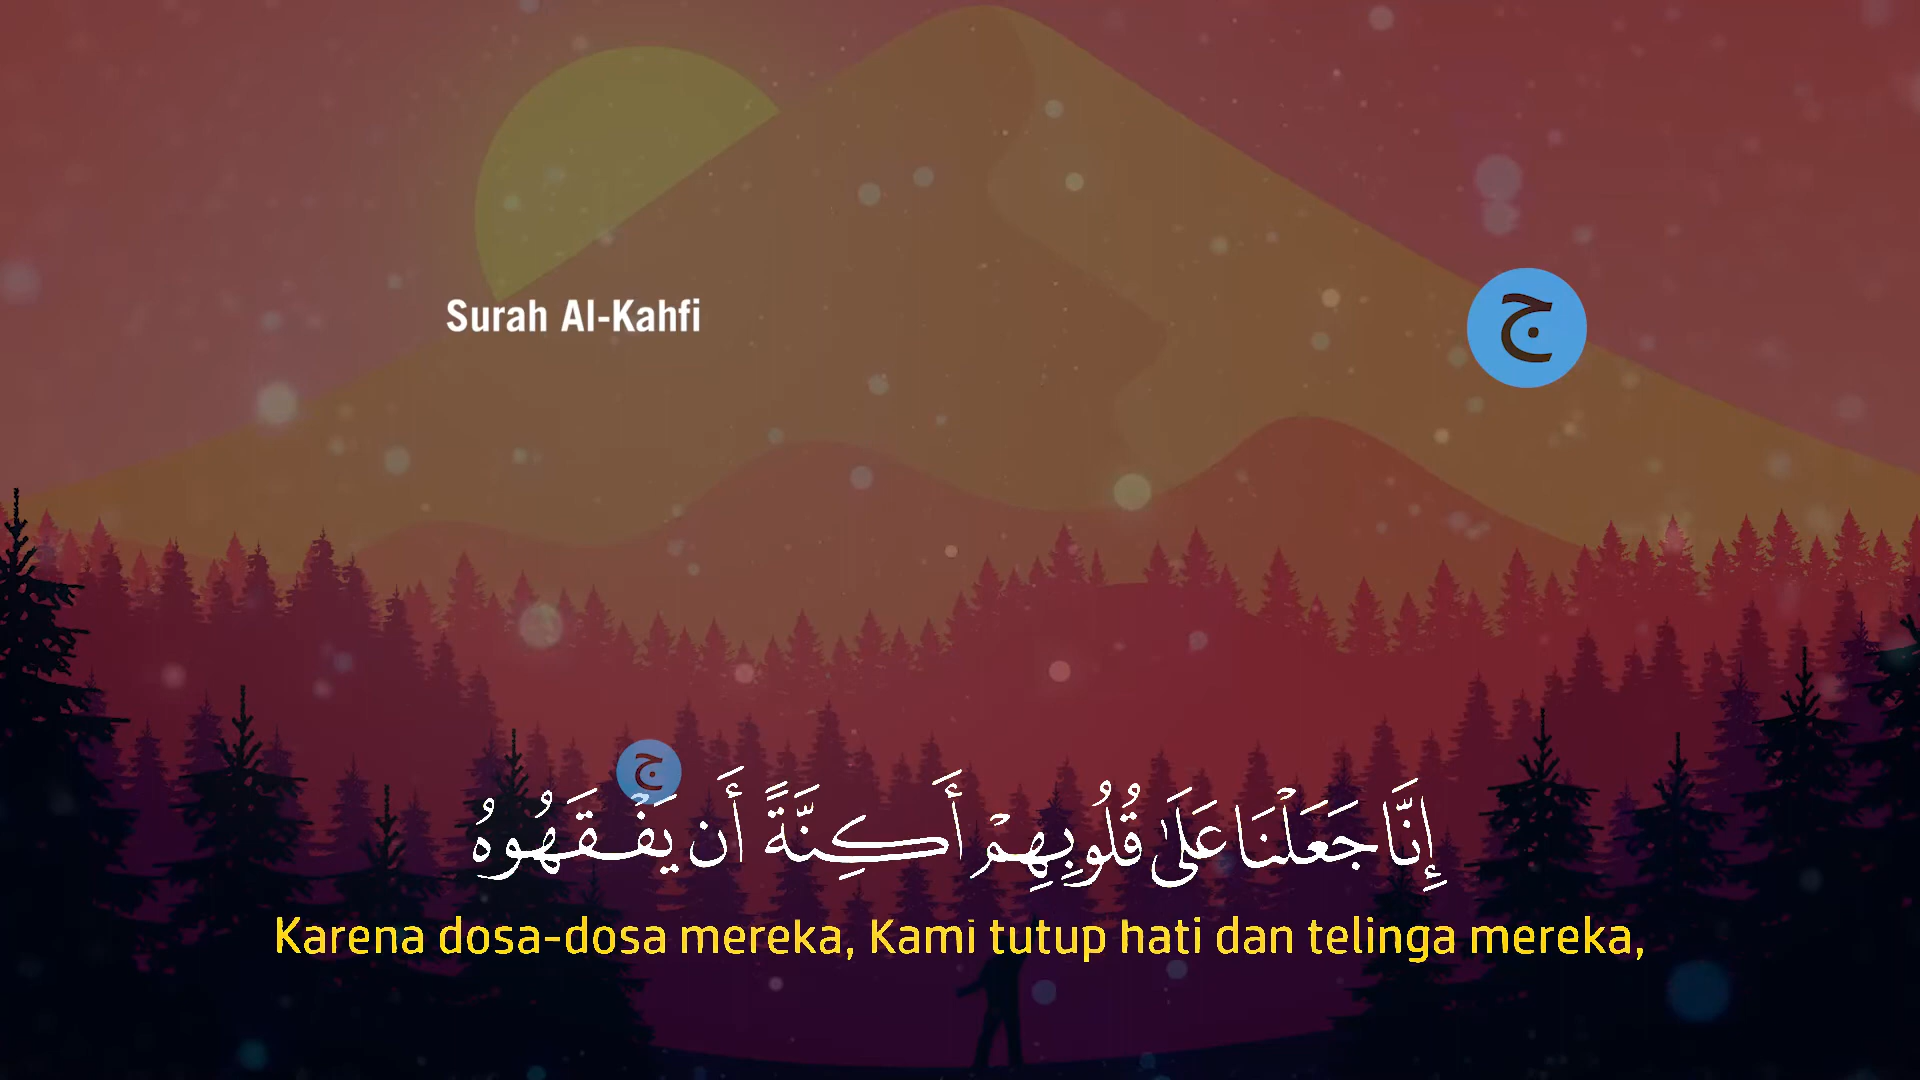 Surah Al-Kahfi
ج
ج
إِنَّا جَعَلْنَا عَلَىٰ قُلُوبِهِمْ أَكِنَّةً أَن يَفْقَهُوهُ
Karena dosa-dosa mereka, Kami tutup hati dan telinga mereka,